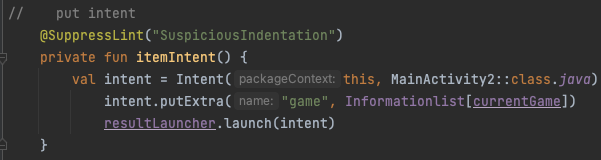 //    put intent
@SuppressLint("SuspiciousIndentation")
private fun itemIntent() {
    val intent = Intent( packageContext: this, MainActivity2::class.java)
        intent.putExtra( name: "game", Informationlist[currentGame])
        resultLauncher.launch(intent)
}